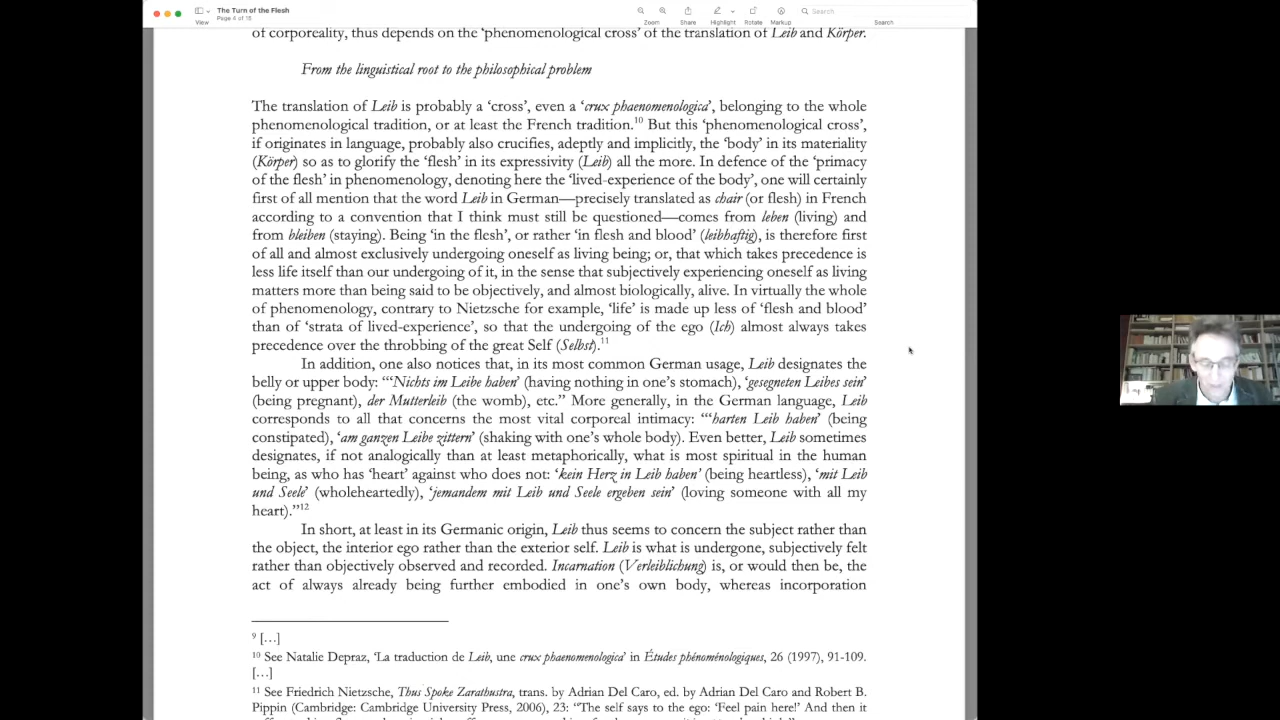 The Turn of the Flesh
Page 4 of 15
View
Zoom
Share
Highlight
Rotate
Markup
Search
Search
of corporeality, thus depends on the ‘phenomenological cross’ of the translation of Leib and Körper.
From the linguistical root to the philosophical problem
The translation of Leib is probably a ‘cross’, even a ‘crux phaenomenologica’, belonging to the whole
phenomenological tradition, or at least the French tradition.10 But this ‘phenomenological cross’,
if originates in language, probably also crucifies, adeptly and implicitly, the ‘body’ in its materiality
(Körper) so as to glorify the ‘flesh’ in its expressivity (Leib) all the more. In defence of the ‘primacy
of the flesh’ in phenomenology, denoting here the ‘lived-experience of the body’, one will certainly
first of all mention that the word Leib in German—precisely translated as chair (or flesh) in French
according to a convention that I think must still be questioned—comes from leben (living) and
from bleiben (staying). Being ‘in the flesh’, or rather ‘in flesh and blood’ (leibhaftig), is therefore first
of all and almost exclusively undergoing oneself as living being; or, that which takes precedence is
less life itself than our undergoing of it, in the sense that subjectively experiencing oneself as living
matters more than being said to be objectively, and almost biologically, alive. In virtually the whole
of phenomenology, contrary to Nietzsche for example, ‘life’ is made up less of ‘flesh and blood’
than of ‘strata of lived-experience’, so that the undergoing of the ego (Ich) almost always takes
precedence over the throbbing of the great Self (Selbst).11
In addition, one also notices that, in its most common German usage, Leib designates the
belly or upper body: “‘Nichts im Leibe haben’ (having nothing in one’s stomach), ‘gesegneten Leibes sein’
(being pregnant), der Mutterleib (the womb), etc.” More generally, in the German language, Leib
corresponds to all that concerns the most vital corporeal intimacy: “‘harten Leib haben’ (being
constipated), ‘am ganzen Leibe zittern’ (shaking with one’s whole body). Even better, Leib sometimes
designates, if not analogically than at least metaphorically, what is most spiritual in the human
being, as who has ‘heart’ against who does not: ‘kein Herz in Leib haben’ (being heartless), ‘mit Leib
und Seele’ (wholeheartedly), ‘jemandem mit Leib und Seele ergeben sein’ (loving someone with all my
heart).”12
In short, at least in its Germanic origin, Leib thus seems to concern the subject rather than
the object, the interior ego rather than the exterior self. Leib is what is undergone, subjectively felt
rather than objectively observed and recorded. Incarnation (Verleiblichung) is, or would then be, the
act of always already being further embodied in one’s own body, whereas incorporation
9 […]
10 See Natalie Depraz, ‘La traduction de Leib, une crux phaenomenologica’ in Études phénoménologiques, 26 (1997), 91-109.
[…]
11 See Friedrich Nietzsche, Thus Spoke Zarathustra, trans. by Adrian Del Caro, ed. by Adrian Del Caro and Robert B.
Pippin (Cambridge: Cambridge University Press, 2006), 23: “The self says to the ego: ‘Feel pain here!’ And then it